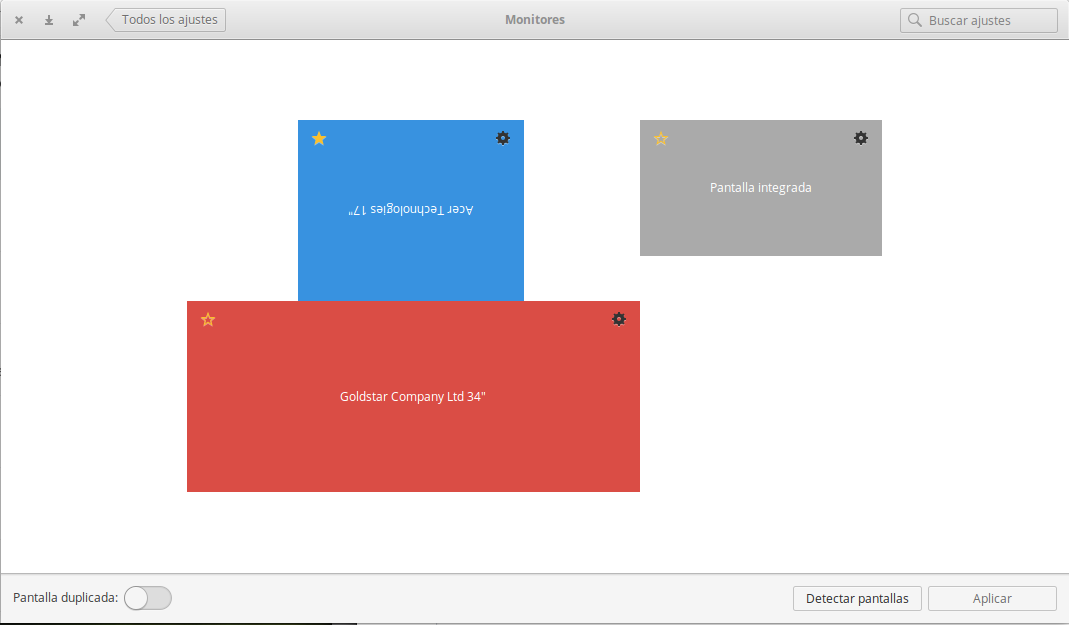 Todos los ajustes
Monitores
Buscar ajustes
Acer Technologies 17"
Pantalla integrada
Goldstar Company Ltd 34"
Pantalla duplicada:
Detectar pantallas
Aplicar